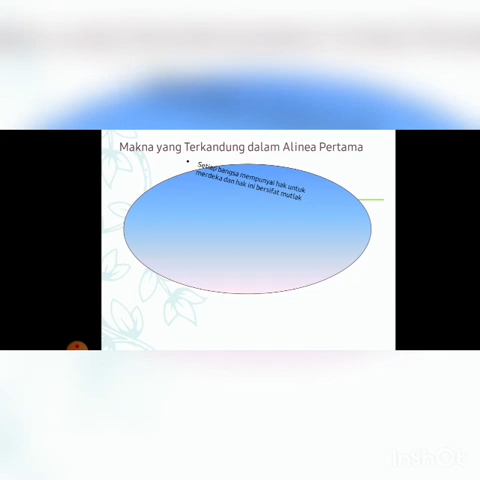 Makna yang Terkandung dalam Alinea Pertama
• Setiap bangsa mempunyai hak untuk
merdeka dan hak ini bersifat mutlak
InShOt